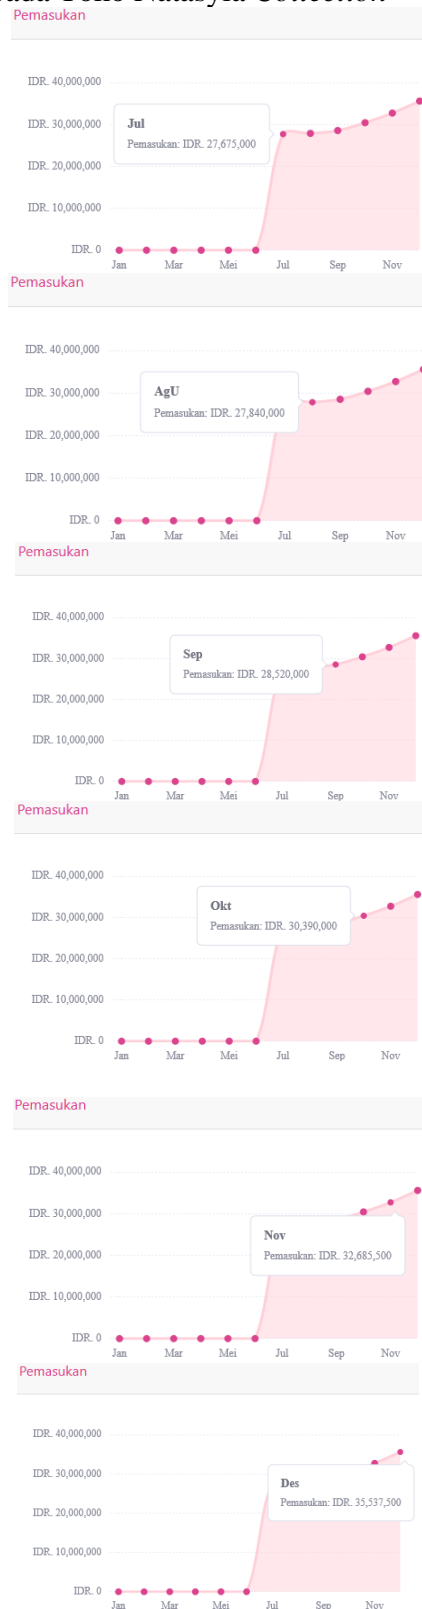 pada Toko Natasyla Collection
Pemasukan
IDR. 40,000,000
IDR. 30,000,000
Jul
Pemasukan: IDR. 27,675,000
IDR. 20,000,000
IDR. 10,000,000
IDR. 0
Jan Mar Mei Jul Sep Nov
Pemasukan
IDR. 40,000,000
IDR. 30,000,000
AgU
Pemasukan: IDR. 27,840,000
IDR. 20,000,000
IDR. 10,000,000
IDR. 0
Jan Mar Mei Jul Sep Nov
Pemasukan
IDR. 40,000,000
IDR. 30,000,000
Sep
Pemasukan: IDR. 28,520,000
IDR. 20,000,000
IDR. 10,000,000
IDR. 0
Jan Mar Mei Jul Sep Nov
Pemasukan
IDR. 40,000,000
IDR. 30,000,000
Okt
Pemasukan: IDR. 30,390,000
IDR. 20,000,000
IDR. 10,000,000
IDR. 0
Jan Mar Mei Jul Sep Nov
Pemasukan
IDR. 40,000,000
IDR. 30,000,000
Nov
Pemasukan: IDR. 32,685,500
IDR. 20,000,000
IDR. 10,000,000
IDR. 0
Jan Mar Mei Jul Sep Nov
Pemasukan
IDR. 40,000,000
IDR. 30,000,000
Des
Pemasukan: IDR. 35,537,500
IDR. 20,000,000
IDR. 10,000,000
IDR. 0
Jan Mar Mei Jul Sep Nov